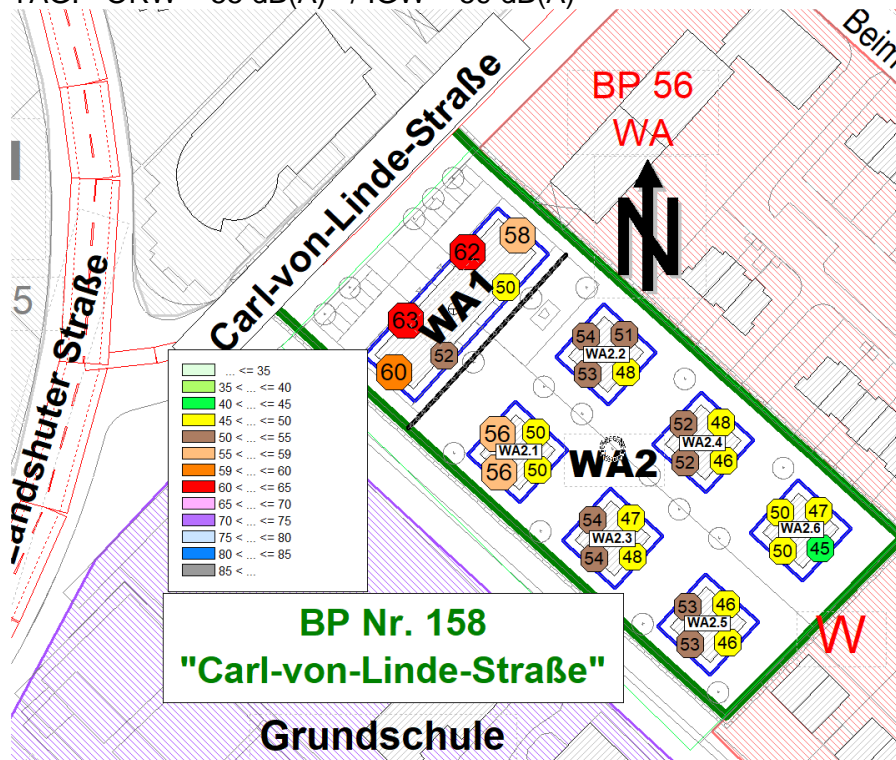 BP 56
WA
N
Carl-von-Linde-Straße
Landshuter Straße
5
58
62
50
WA1
63
52
60
54 51
WA2.2
53 48
... <= 35
35 < ... <= 40
40 < ... <= 45
45 < ... <= 50
50 < ... <= 55
55 < ... <= 59
59 < ... <= 60
60 < ... <= 65
65 < ... <= 70
70 < ... <= 75
75 < ... <= 80
80 < ... <= 85
85 < ...
56 50
WA2.1
56 50
52 48
WA2.4
52 46
WA2
54 47
WA2.3
54 48
50 47
WA2.6
50 45
53 46
WA2.5
53 46
W
BP Nr. 158
"Carl-von-Linde-Straße"
Grundschule